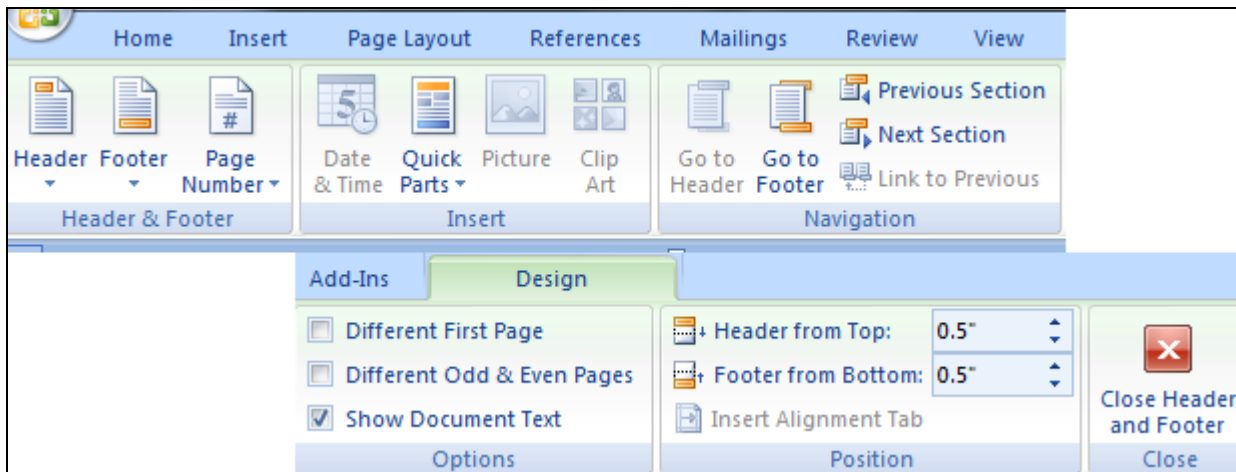 Home Insert Page Layout References Mailings Review View
Header Footer Page Number
Header & Footer
5
Date & Time Quick Parts Picture Clip Art
Insert
Go to Header Go to Footer
Previous Section
Next Section
Link to Previous
Navigation
Add-Ins Design
Different First Page
Different Odd & Even Pages
Show Document Text
Options
Header from Top: 0.5"
Footer from Bottom: 0.5"
Insert Alignment Tab
Position
Close Header
and Footer
Close